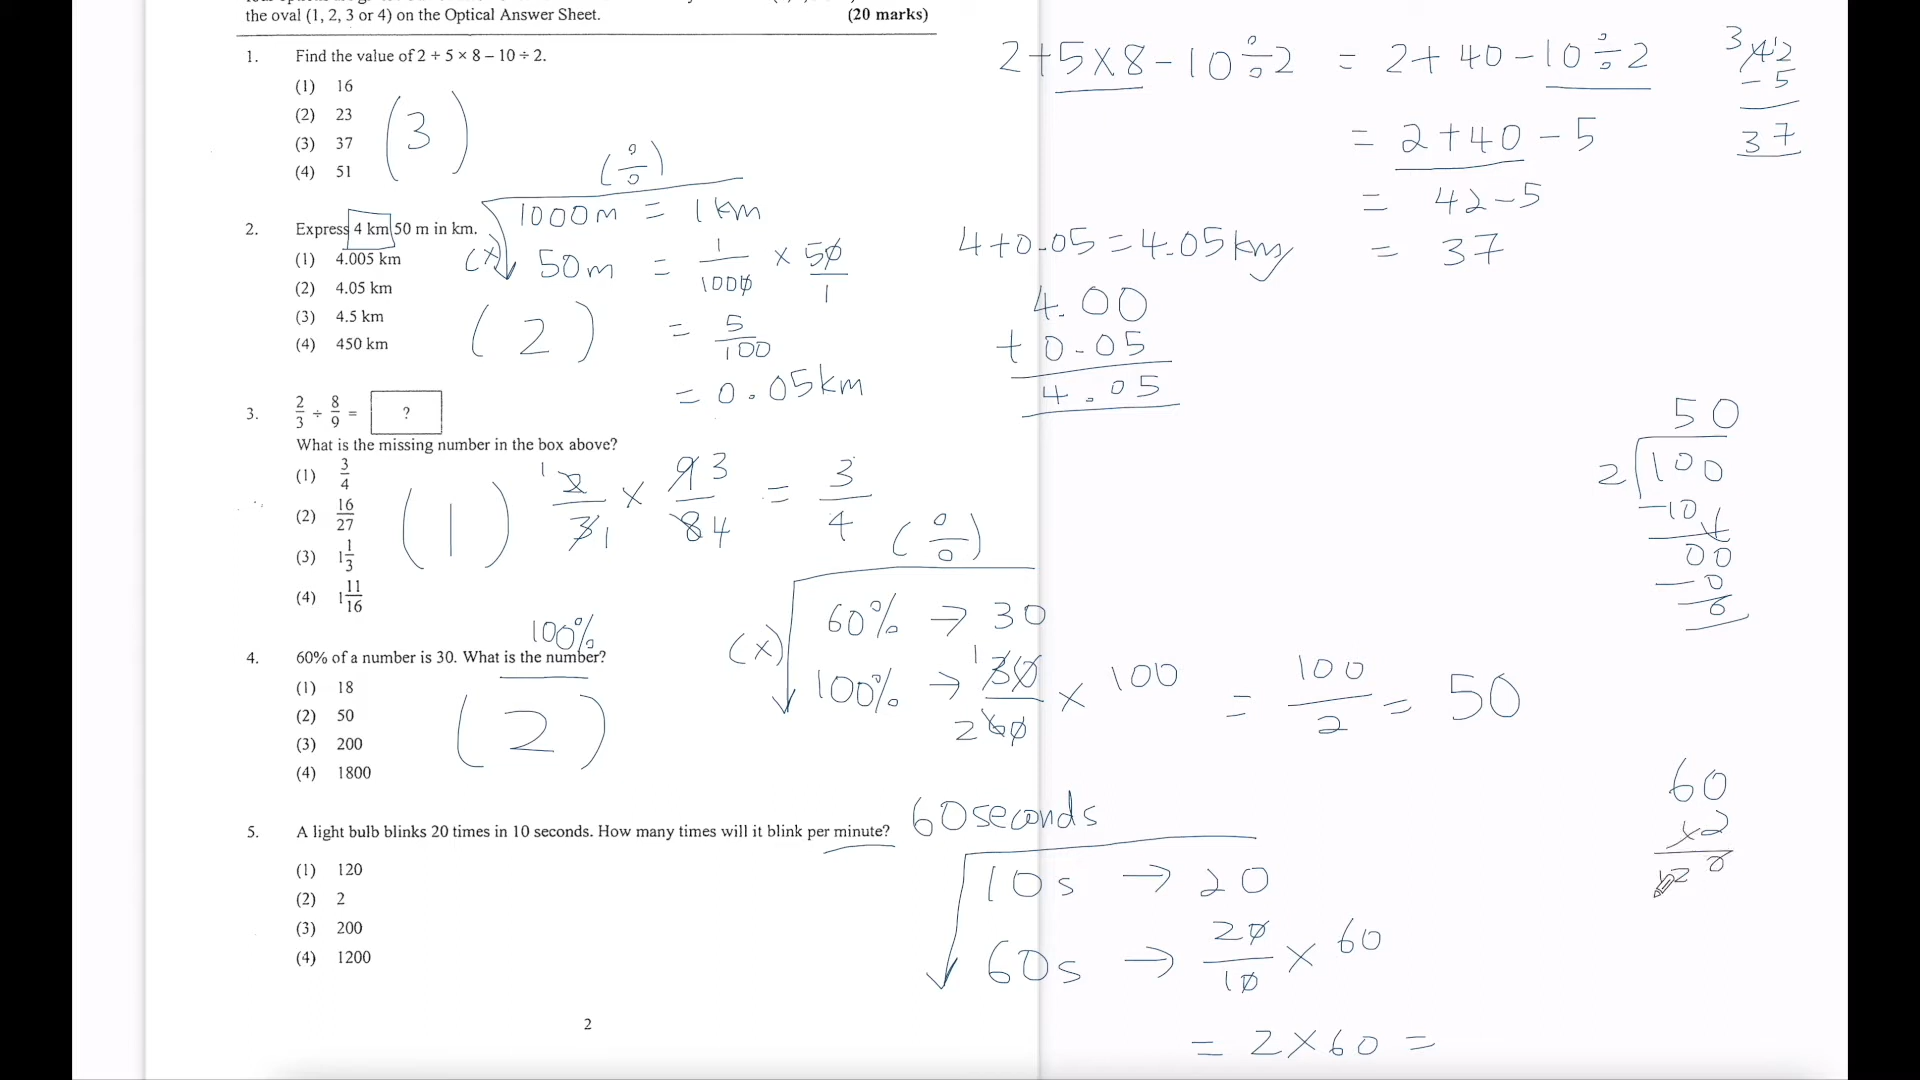 the oval (1, 2, 3 or 4) on the Optical Answer Sheet. (20 marks)
1. Find the value of 2 + 5 × 8 – 10 ÷ 2.
(1) 16
(2) 23
(3) 37
(4) 51
(3)
2+5×8-10÷2 = 2+40-10÷2
= 2+40-5
= 42-5
= 37
3 4 12
-5
37
2. Express 4 km 50 m in km.
(1) 4.005 km
(2) 4.05 km
(3) 4.5 km
(4) 450 km
(2)
(÷)
1000m = 1km
(×) 50m = 1/1000 × 50/1
= 5/100
= 0.05km
4+0.05=4.05km
4.00
+0.05
4.05
3. 2/3 ÷ 8/9 = ?
What is the missing number in the box above?
(1) 3/4
(2) 16/27
(3) 1 1/3
(4) 1 11/16
(1)
1 2/3 1 × 9 3/8 4 = 3/4
4. 60% of a number is 30. What is the number?
100%
(1) 18
(2) 50
(3) 200
(4) 1800
(2)
(÷)
60% → 30
(×)
100% → 1 30/2 60 × 100 = 100/2 = 50
50
2 100
-10
00
-0
0
5. A light bulb blinks 20 times in 10 seconds. How many times will it blink per minute?
60seconds
(1) 120
(2) 2
(3) 200
(4) 1200
10s → 20
60s → 20/10 × 60
= 2×60 =
60
×2
120
2